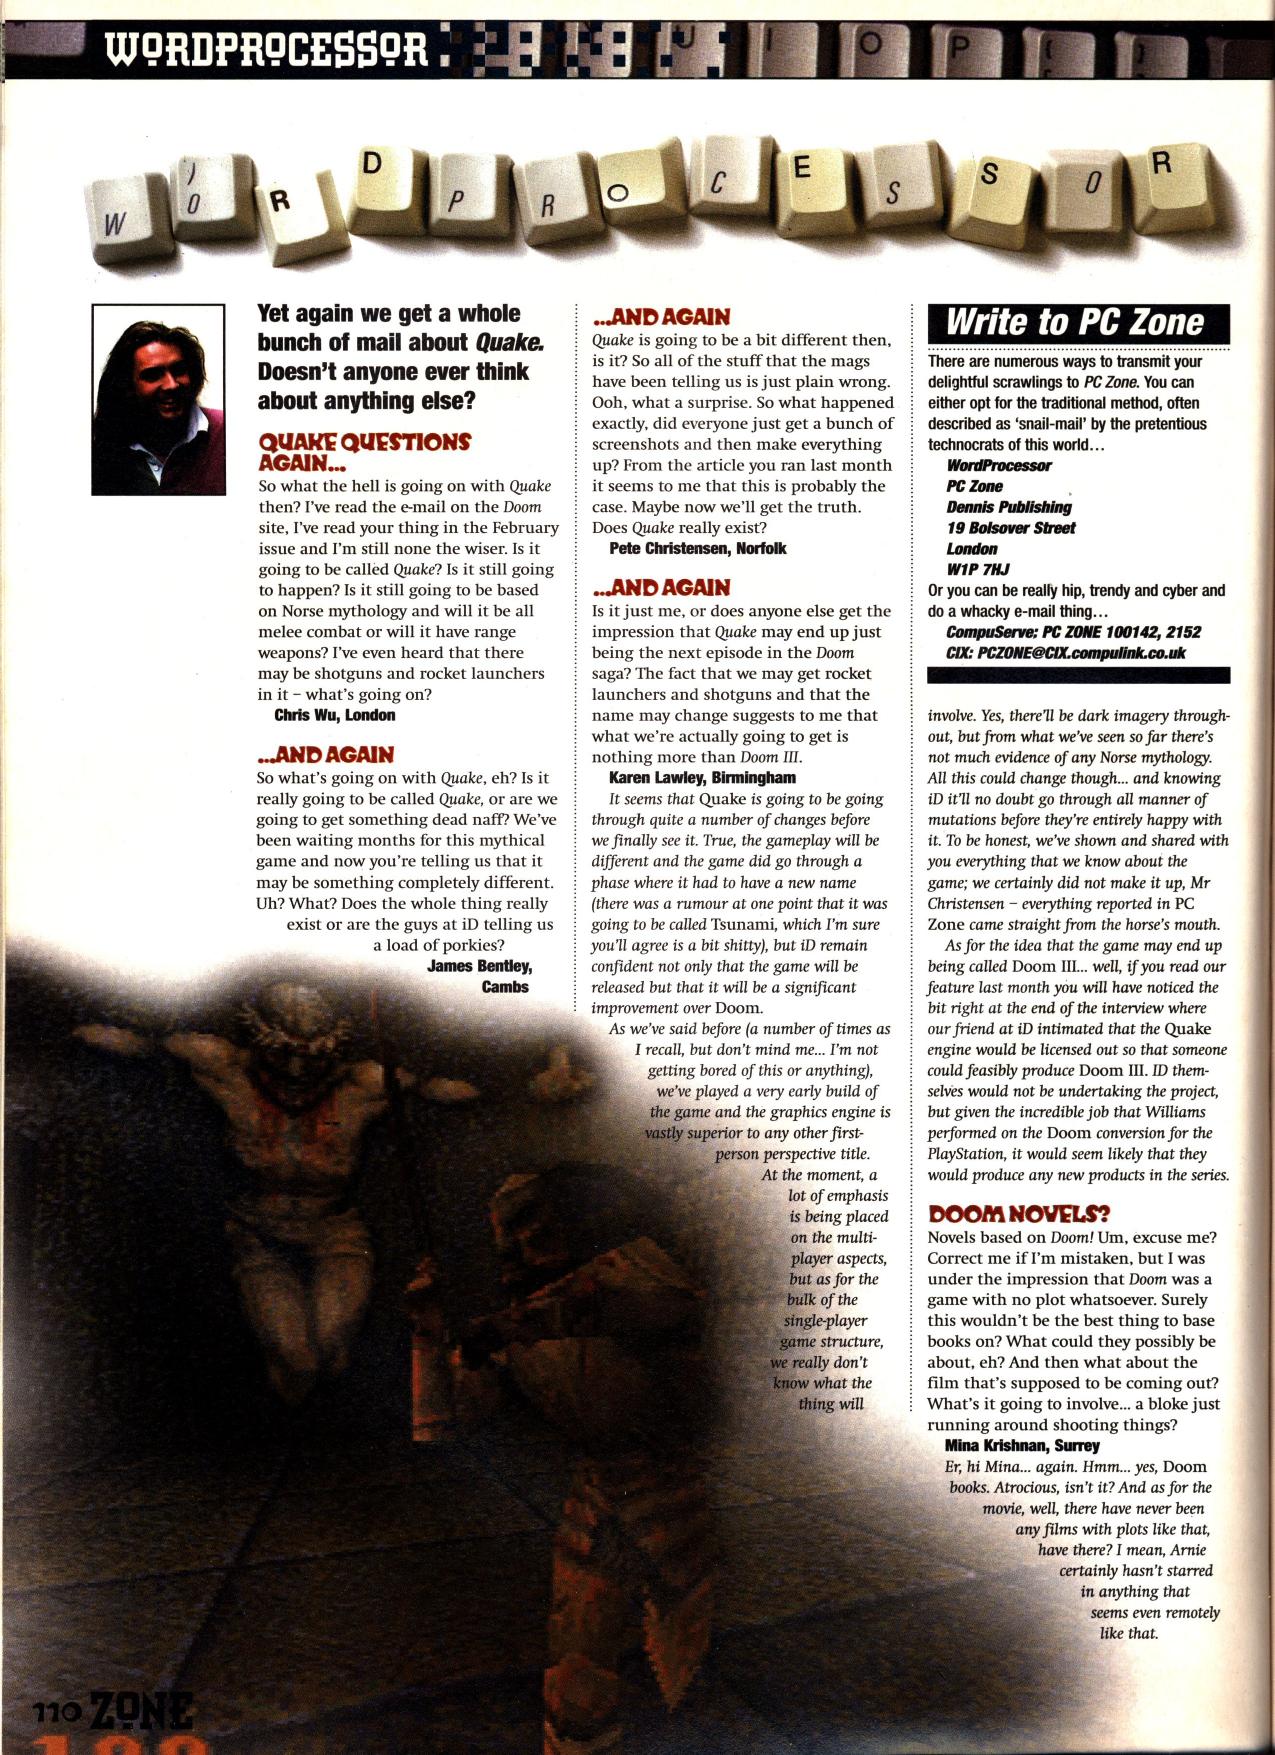 WORDPROCESSOR
U I O P { }
W ) 0 R D P R O C E S S O R
Yet again we get a whole
bunch of mail about Quake.
Doesn't anyone ever think
about anything else?
QUAKE QUESTIONS
AGAIN...
So what the hell is going on with Quake
then? I've read the e-mail on the Doom
site, I've read your thing in the February
issue and I'm still none the wiser. Is it
going to be called Quake? Is it still going
to happen? Is it still going to be based
on Norse mythology and will it be all
melee combat or will it have range
weapons? I've even heard that there
may be shotguns and rocket launchers
in it – what's going on?
Chris Wu, London
...AND AGAIN
So what's going on with Quake, eh? Is it
really going to be called Quake, or are we
going to get something dead naff? We've
been waiting months for this mythical
game and now you're telling us that it
may be something completely different.
Uh? What? Does the whole thing really
exist or are the guys at iD telling us
a load of porkies?
James Bentley,
Cambs
...AND AGAIN
Quake is going to be a bit different then,
is it? So all of the stuff that the mags
have been telling us is just plain wrong.
Ooh, what a surprise. So what happened
exactly, did everyone just get a bunch of
screenshots and then make everything
up? From the article you ran last month
it seems to me that this is probably the
case. Maybe now we'll get the truth.
Does Quake really exist?
Pete Christensen, Norfolk
...AND AGAIN
Is it just me, or does anyone else get the
impression that Quake may end up just
being the next episode in the Doom
saga? The fact that we may get rocket
launchers and shotguns and that the
name may change suggests to me that
what we're actually going to get is
nothing more than Doom III.
Karen Lawley, Birmingham
It seems that Quake is going to be going
through quite a number of changes before
we finally see it. True, the gameplay will be
different and the game did go through a
phase where it had to have a new name
(there was a rumour at one point that it was
going to be called Tsunami, which I'm sure
you'll agree is a bit shitty), but iD remain
confident not only that the game will be
released but that it will be a significant
improvement over Doom.
As we've said before (a number of times as
I recall, but don't mind me... I'm not
getting bored of this or anything),
we've played a very early build of
the game and the graphics engine is
vastly superior to any other first-
person perspective title.
At the moment, a
lot of emphasis
is being placed
on the multi-
player aspects,
but as for the
bulk of the
single-player
game structure,
we really don't
know what the
thing will
Write to PC Zone
There are numerous ways to transmit your
delightful scrawlings to PC Zone. You can
either opt for the traditional method, often
described as 'snail-mail' by the pretentious
technocrats of this world...
WordProcessor
PC Zone
Dennis Publishing
19 Bolsover Street
London
W1P 7HJ
Or you can be really hip, trendy and cyber and
do a whacky e-mail thing...
CompuServe: PC ZONE 100142, 2152
CIX: PCZONE@CIX.compulink.co.uk
involve. Yes, there'll be dark imagery through-
out, but from what we've seen so far there's
not much evidence of any Norse mythology.
All this could change though... and knowing
iD it'll no doubt go through all manner of
mutations before they're entirely happy with
it. To be honest, we've shown and shared with
you everything that we know about the
game; we certainly did not make it up, Mr
Christensen – everything reported in PC
Zone came straight from the horse's mouth.
As for the idea that the game may end up
being called Doom III... well, if you read our
feature last month you will have noticed the
bit right at the end of the interview where
our friend at iD intimated that the Quake
engine would be licensed out so that someone
could feasibly produce Doom III. ID them-
selves would not be undertaking the project,
but given the incredible job that Williams
performed on the Doom conversion for the
PlayStation, it would seem likely that they
would produce any new products in the series.
DOOM NOVELS?
Novels based on Doom! Um, excuse me?
Correct me if I'm mistaken, but I was
under the impression that Doom was a
game with no plot whatsoever. Surely
this wouldn't be the best thing to base
books on? What could they possibly be
about, eh? And then what about the
film that's supposed to be coming out?
What's it going to involve... a bloke just
running around shooting things?
Mina Krishnan, Surrey
Er, hi Mina... again. Hmm... yes, Doom
books. Atrocious, isn't it? And as for the
movie, well, there have never been
any films with plots like that,
have there? I mean, Arnie
certainly hasn't starred
in anything that
seems even remotely
like that.
110 ZONE